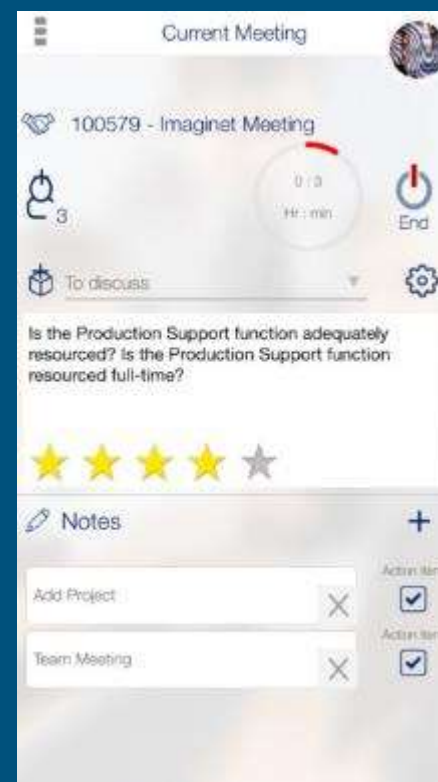 Current Meeting
100579 - Imaginet Meeting
3
0 : 3
Hr : min
End
To discuss
Is the Production Support function adequately
resourced? Is the Production Support function
resourced full-time?
Notes
+
Action Item
Add Project
X
Action Item
Team Meeting
X